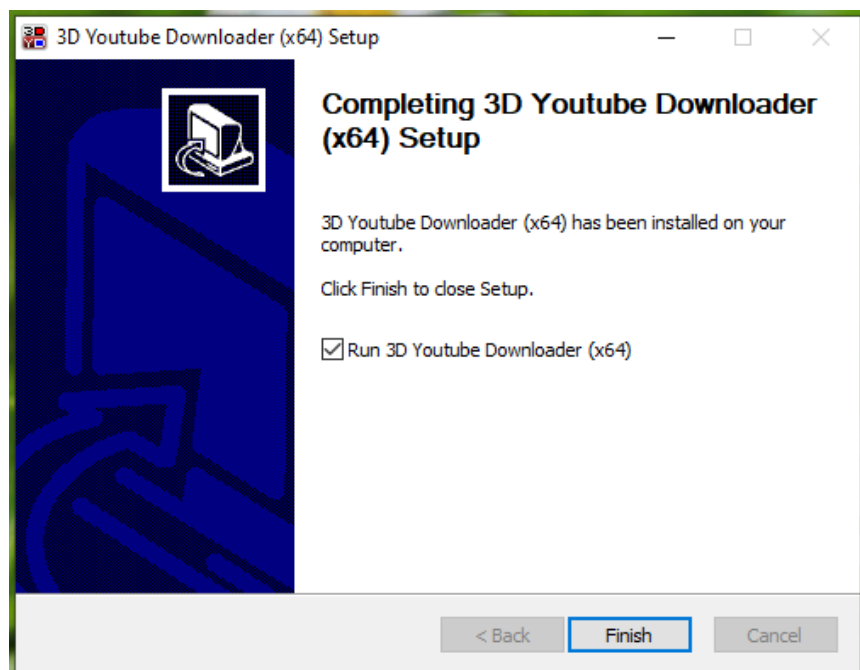 3D Youtube Downloader (x64) Setup
Completing 3D Youtube Downloader
(x64) Setup
3D Youtube Downloader (x64) has been installed on your
computer.
Click Finish to close Setup.
Run 3D Youtube Downloader (x64)
< Back
Finish
Cancel